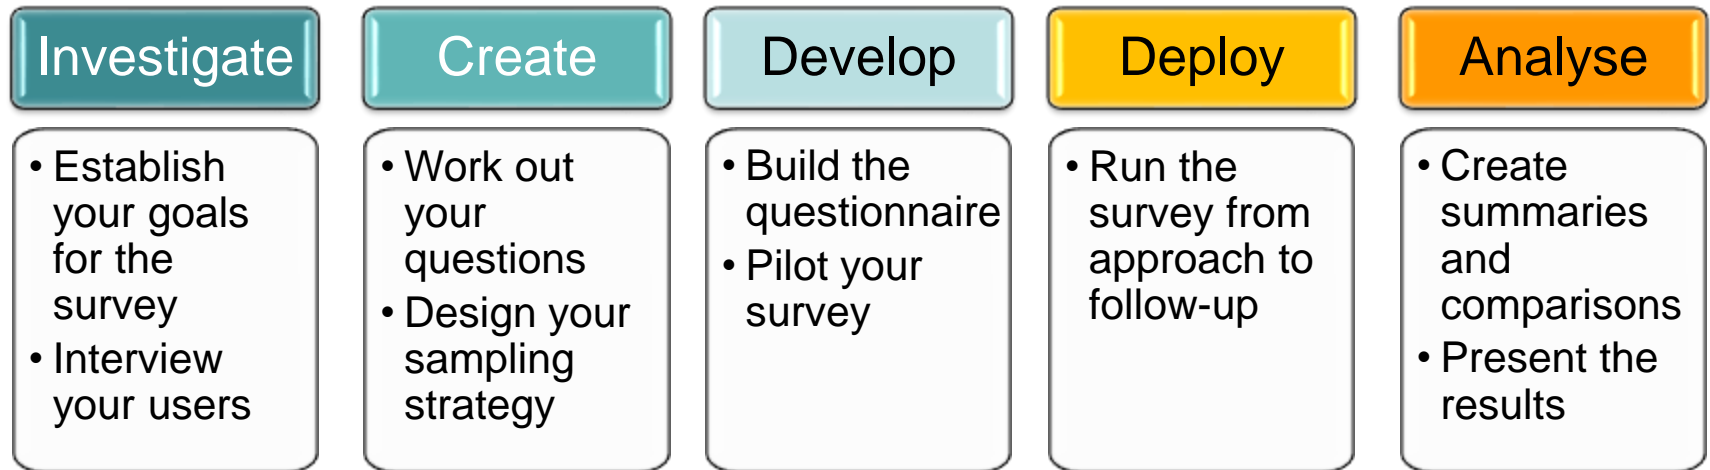 Investigate
• Establish
your goals
for the
survey
• Interview
your users
Create
• Work out
your
questions
• Design your
sampling
strategy
Develop
• Build the
questionnaire
• Pilot your
survey
Deploy
• Run the
survey from
approach to
follow-up
Analyse
• Create
summaries
and
comparisons
• Present the
results